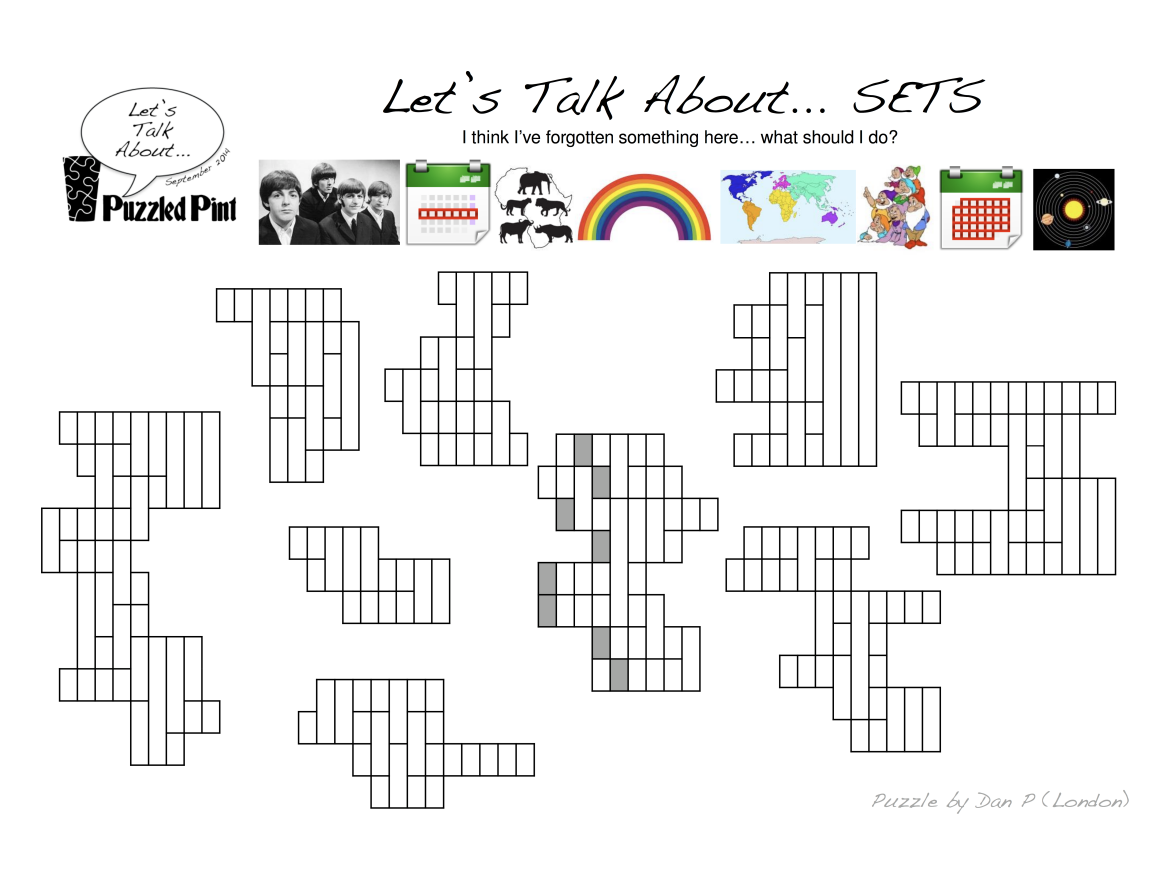 Let's Talk About... SETS
I think I've forgotten something here… what should I do?
Let's
Talk
About...
September 2014
Puzzled Pint
Puzzle by Dan P (London)